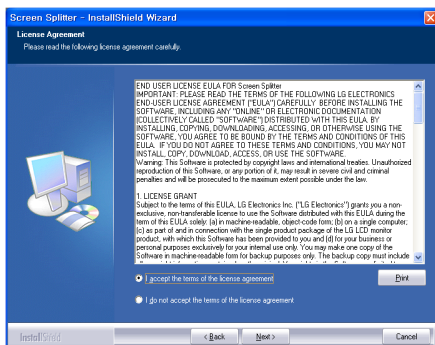 Screen Splitter - InstallShield Wizard
License Agreement
Please read the following license agreement carefully.
END USER LICENSE EULA FOR Screen Splitter
IMPORTANT: PLEASE READ THE TERMS OF THE FOLLOWING LG ELECTRONICS
END-USER LICENSE AGREEMENT ("EULA") CAREFULLY BEFORE INSTALLING THE
SOFTWARE, INCLUDING ANY "ONLINE" OR ELECTRONIC DOCUMENTATION
(COLLECTIVELY CALLED "SOFTWARE") DISTRIBUTED WITH THIS EULA. BY
INSTALLING, COPYING, DOWNLOADING, ACCESSING, OR OTHERWISE USING THE
SOFTWARE, YOU AGREE TO BE BOUND BY THE TERMS AND CONDITIONS OF THIS
EULA. IF YOU DO NOT AGREE TO THESE TERMS AND CONDITIONS, YOU MAY NOT
INSTALL, COPY, DOWNLOAD, ACCESS, OR USE THE SOFTWARE.
Warning: This Software is protected by copyright laws and international treaties. Unauthorized
reproduction of this Software, or any portion of it, may result in severe civil and criminal
penalties and will be prosecuted to the maximum extent possible under the law.
1. LICENSE GRANT
Subject to the terms of this EULA, LG Electronics Inc. ("LG Electronics") grants you a non-
exclusive, non-transferable license to use the Software distributed with this EULA during the
term of this EULA solely: (a) in machine-readable, object-code form; (b) on a single computer;
(c) as part of and in connection with the single product package of the LG LCD monitor
product, with which this Software has been provided to you and (d) for your business or
personal purposes exclusively for your internal use only. You may make one copy of the
Software in machine-readable form for backup purposes only. The backup copy must include
I accept the terms of the license agreement
Print
I do not accept the terms of the license agreement
InstallShield
< Back
Next >
Cancel